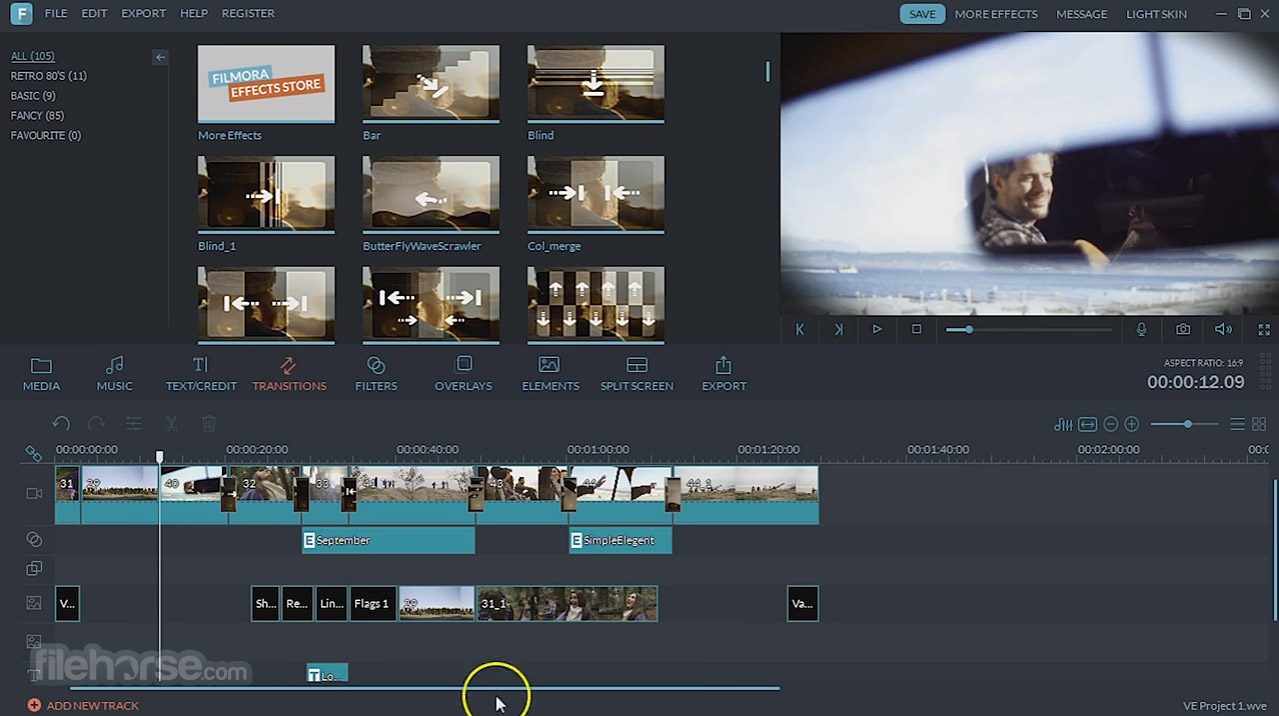 F FILE EDIT EXPORT HELP REGISTER SAVE MORE EFFECTS MESSAGE LIGHT SKIN
ALL (105)
RETRO 80'S (11)
BASIC (9)
FANCY (85)
FAVOURITE (0)
FILMORA
EFFECTS STORE
More Effects Bar Blind
Blind_1 ButterFlyWaveScrawler Col_merge
MEDIA MUSIC TEXT/CREDIT TRANSITIONS FILTERS OVERLAYS ELEMENTS SPLIT SCREEN EXPORT
ASPECT RATIO: 16:9
00:00:12.09
00:00:00:00 00:00:20:00 00:00:40:00 00:01:00:00 00:01:20:00 00:01:40:00 00:02:00:00 00:0
31 29 40 32 33 41 43 44 44_1
E September E SimpleElegent
V... Sh... Re... Lin... Flags 1 29 31_1 Va...
filehorse.com
T Lo...
ADD NEW TRACK VE Project 1.wve